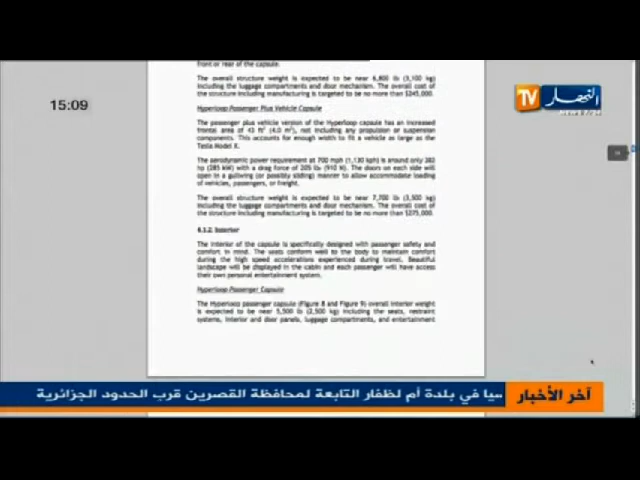 front or rear of the capsule.
The overall structure weight is expected to be near 6,800 lb (3,100 kg)
including the luggage compartments and door mechanism. The overall cost of
the structure including manufacturing is targeted to be no more than $245,000.
Hyperloop Passenger Plus Vehicle Capsule
The passenger plus vehicle version of the Hyperloop capsule has an increased
frontal area of 43 ft² (4.0 m²), not including any propulsion or suspension
components. This accounts for enough width to fit a vehicle as large as the
Tesla Model X.
The aerodynamic power requirement at 700 mph (1,130 kph) is around only 382
hp (285 kW) with a drag force of 205 lbf (910 N). The doors on each side will
open in a gullwing (or possibly sliding) manner to allow accommodate loading
of vehicles, passengers, or freight.
The overall structure weight is expected to be near 7,700 lb (3,500 kg)
including the luggage compartments and door mechanism. The overall cost of
the structure including manufacturing is targeted to be no more than $275,000.
4.1.2. Interior
The interior of the capsule is specifically designed with passenger safety and
comfort in mind. The seats conform well to the body to maintain comfort
during the high speed accelerations experienced during travel. Beautiful
landscape will be displayed in the cabin and each passenger will have access
their own personal entertainment system.
Hyperloop Passenger Capsule
The Hyperloop passenger capsule (Figure 8 and Figure 9) overall interior weight
is expected to be near 5,500 lb (2,500 kg) including the seats, restraint
systems, interior and door panels, luggage compartments, and entertainment
15:09
TV النهار
آخر الأخبار
سيا في بلدة أم لظفار التابعة لمحافظة القصرين قرب الحدود الجزائرية